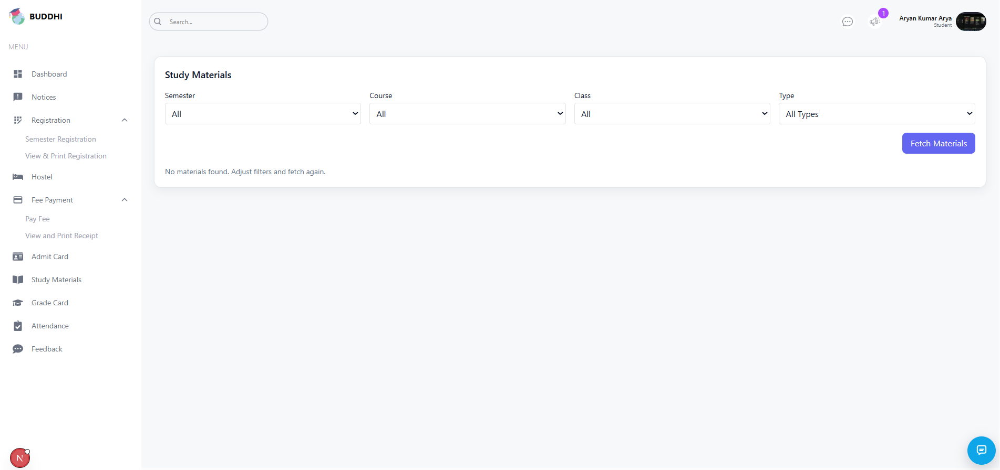 BUDDHI
MENU
Dashboard
Notices
Registration
Semester Registration
View & Print Registration
Hostel
Fee Payment
Pay Fee
View and Print Receipt
Admit Card
Study Materials
Grade Card
Attendance
Feedback
N
Search...
1
Aryan Kumar Arya
Student
Study Materials
Semester
Course
Class
Type
All
All
All
All Types
Fetch Materials
No materials found. Adjust filters and fetch again.